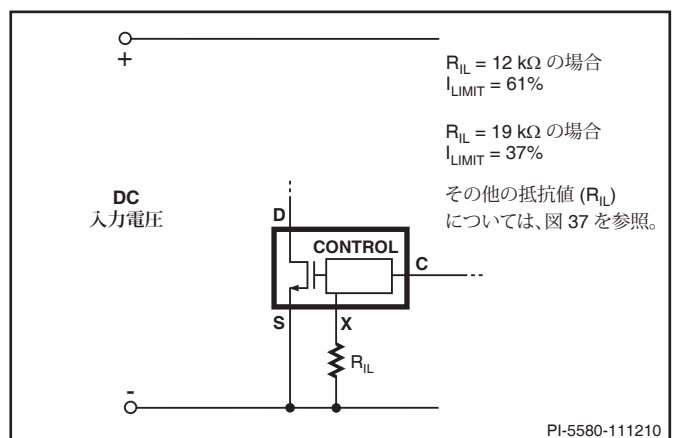 +
R_IL = 12 kΩ の場合
I_LIMIT = 61%
R_IL = 19 kΩ の場合
I_LIMIT = 37%
その他の抵抗値 (R_IL)
については、図 37 を参照。
DC
入力電圧
D
CONTROL
C
S
X
R_IL
-
PI-5580-111210